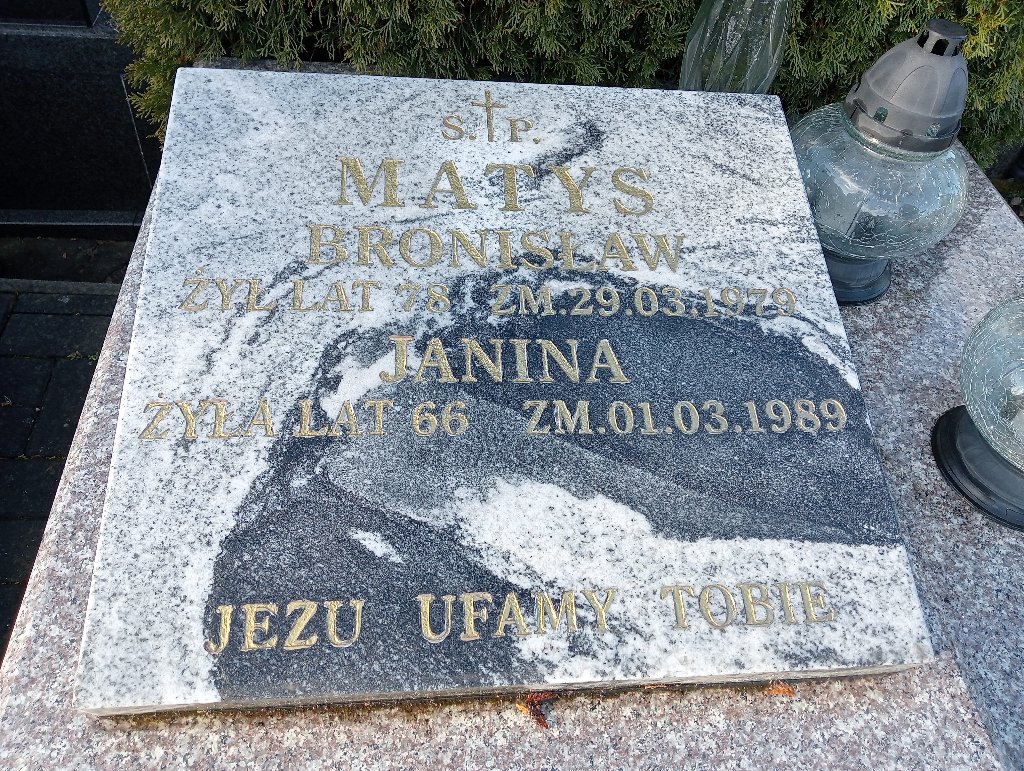 S. P.
MATYS
BRONISŁAW
ŻYŁ LAT 78 ZM.29.03.1979
JANINA
ŻYŁA LAT 66 ZM.01.03.1989
JEZU UFAMY TOBIE